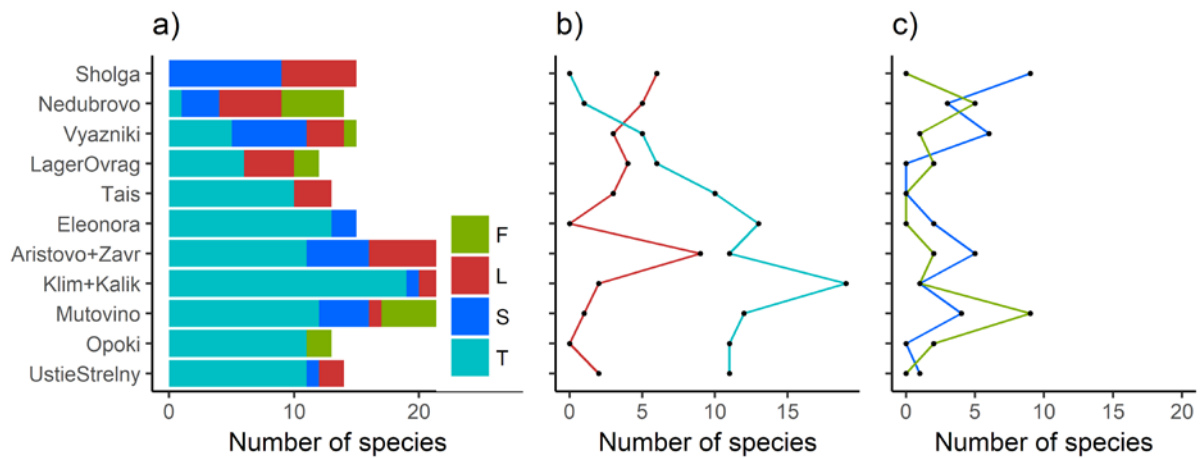 a)
b)
c)
Sholga
Nedubrovo
Vyazniki
LagerOvrag
Tais
Eleonora
Aristovo+Zavr
Klim+Kalik
Mutovino
Opoki
UstieStrelny
F
L
S
T
0 10 20
0 5 10 15
0 5 10 15 20
Number of species
Number of species
Number of species